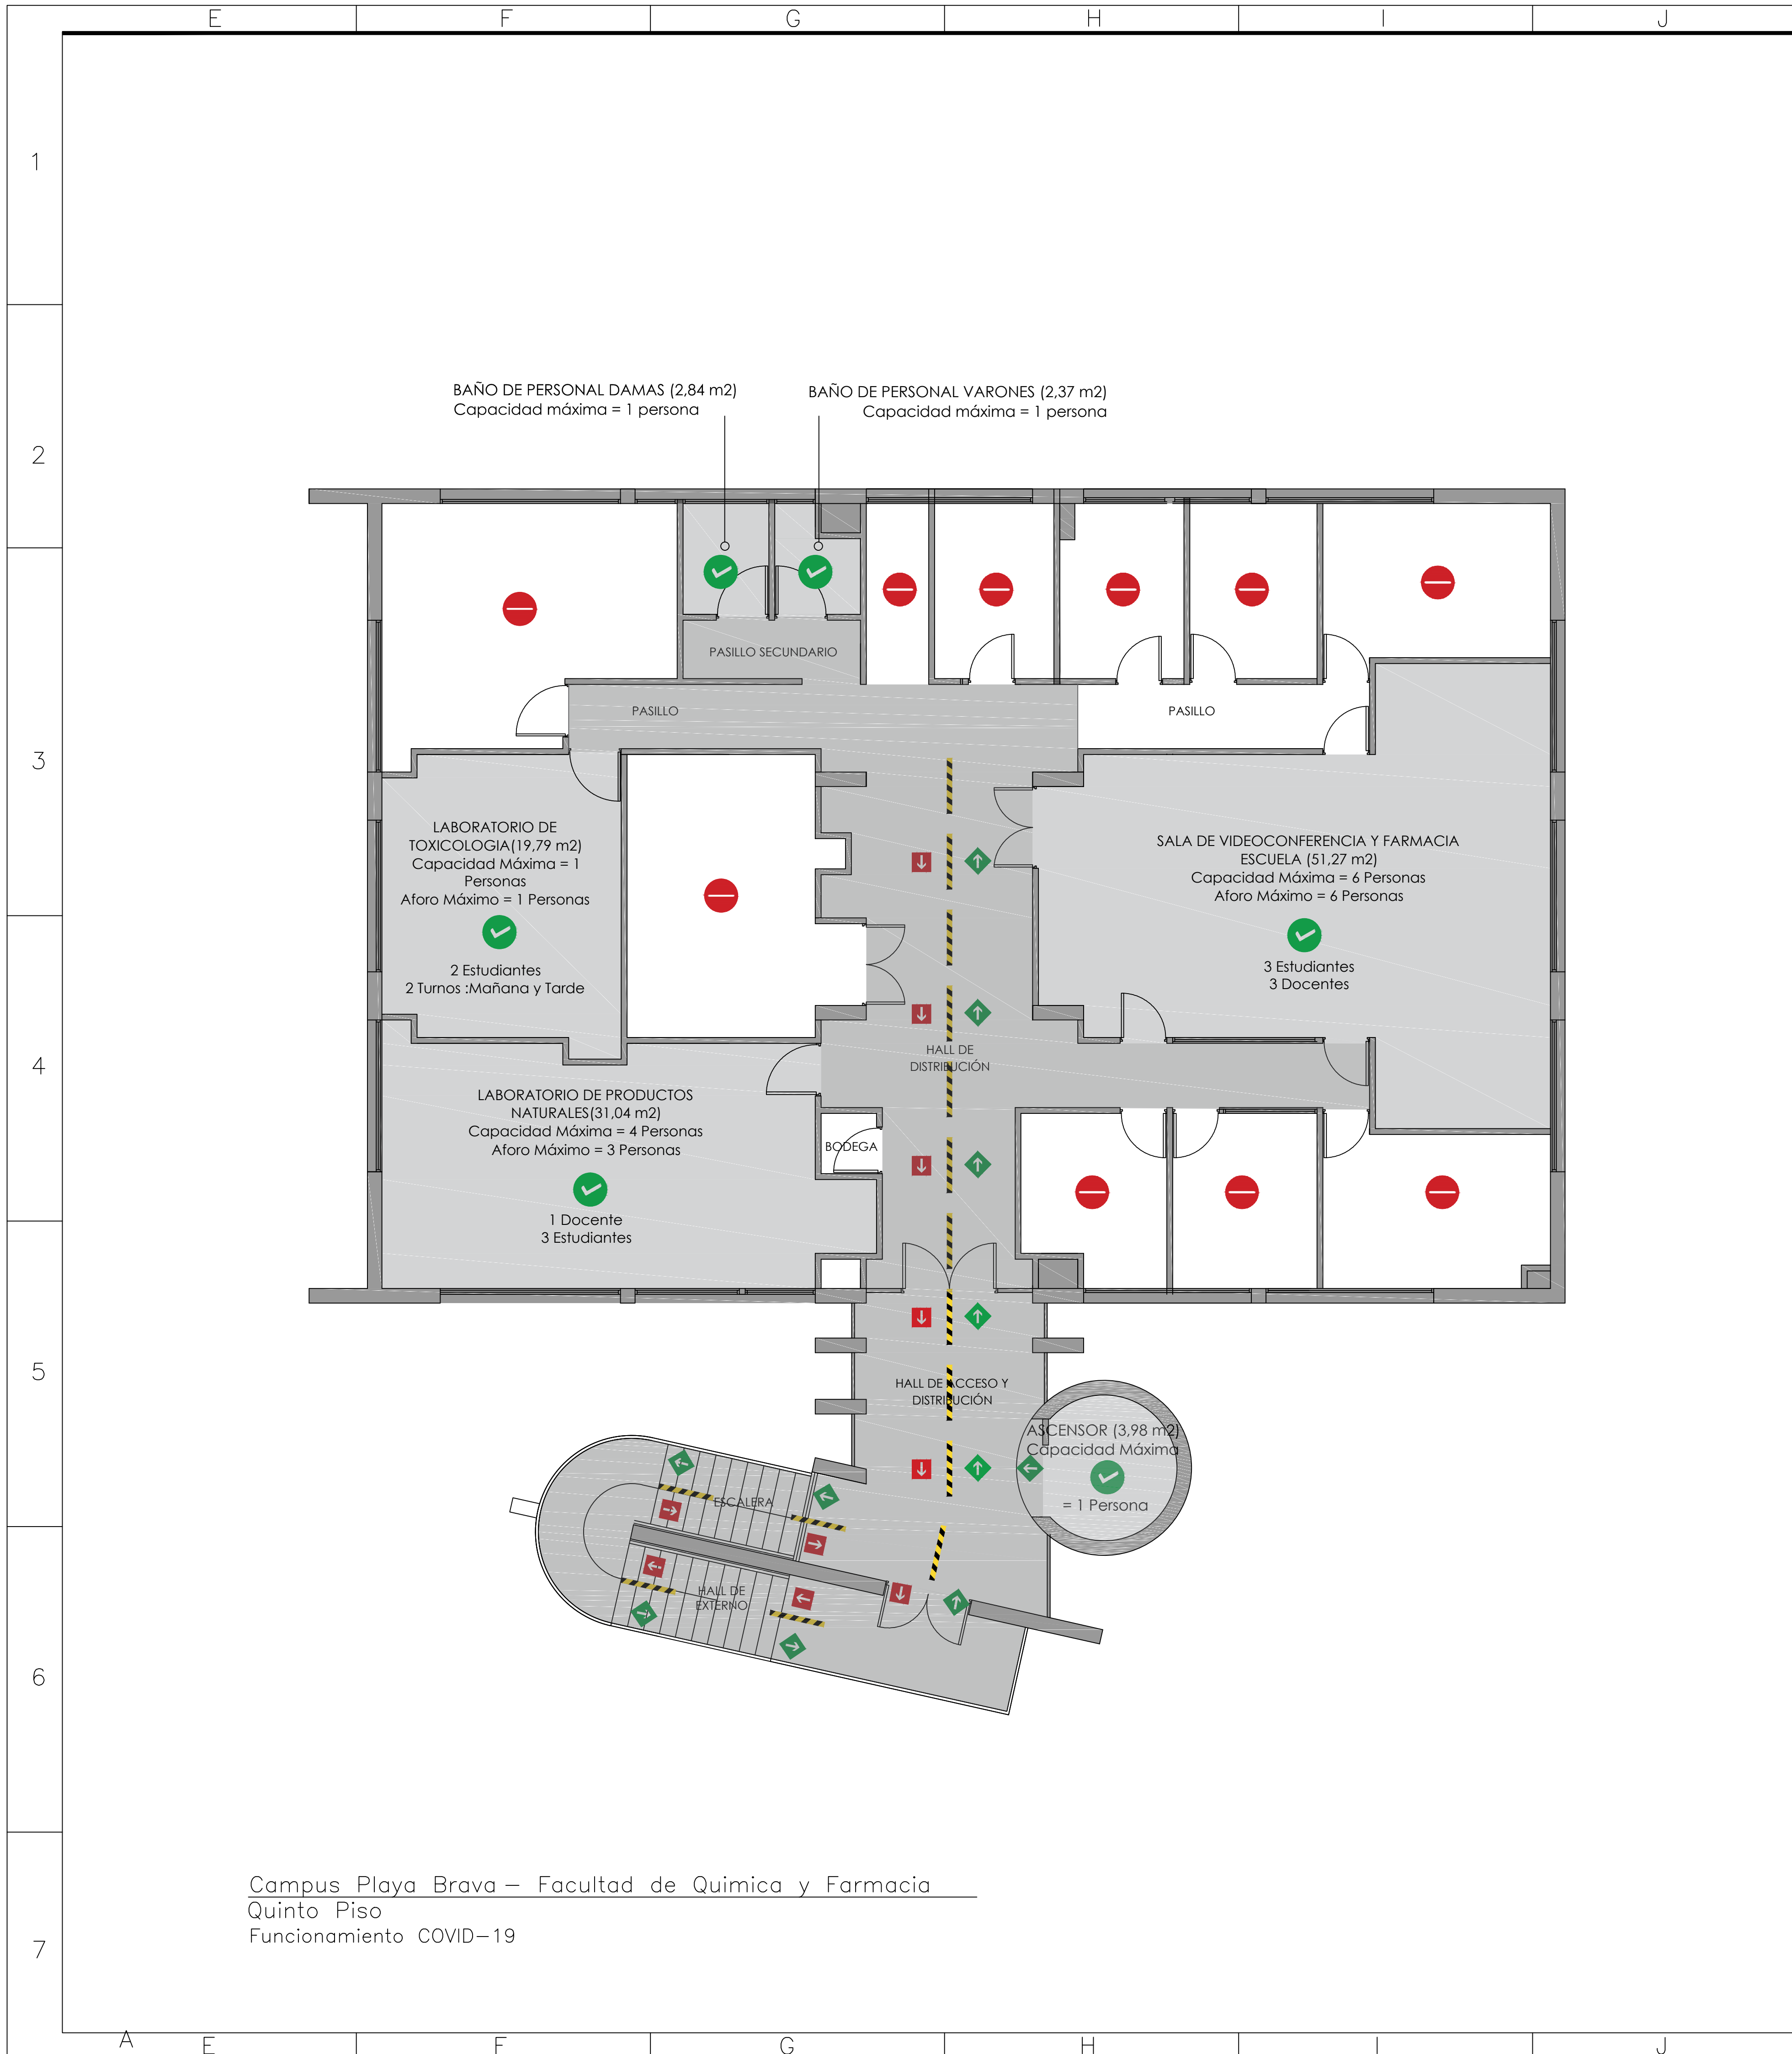 E F G H I J
1
2
3
4
5
6
7
BAÑO DE PERSONAL DAMAS (2,84 m2)
Capacidad máxima = 1 persona
BAÑO DE PERSONAL VARONES (2,37 m2)
Capacidad máxima = 1 persona
PASILLO SECUNDARIO
PASILLO
PASILLO
LABORATORIO DE
TOXICOLOGIA(19,79 m2)
Capacidad Máxima = 1
Personas
Aforo Máximo = 1 Personas
2 Estudiantes
2 Turnos :Mañana y Tarde
SALA DE VIDEOCONFERENCIA Y FARMACIA
ESCUELA (51,27 m2)
Capacidad Máxima = 6 Personas
Aforo Máximo = 6 Personas
3 Estudiantes
3 Docentes
HALL DE
DISTRIBUCIÓN
LABORATORIO DE PRODUCTOS
NATURALES(31,04 m2)
Capacidad Máxima = 4 Personas
Aforo Máximo = 3 Personas
1 Docente
3 Estudiantes
BODEGA
HALL DE ACCESO Y
DISTRIBUCIÓN
ASCENSOR (3,98 m2)
Capacidad Máxima
= 1 Persona
ESCALERA
HALL DE
EXTERNO
Campus Playa Brava – Facultad de Quimica y Farmacia
Quinto Piso
Funcionamiento COVID–19
A E F G H I J